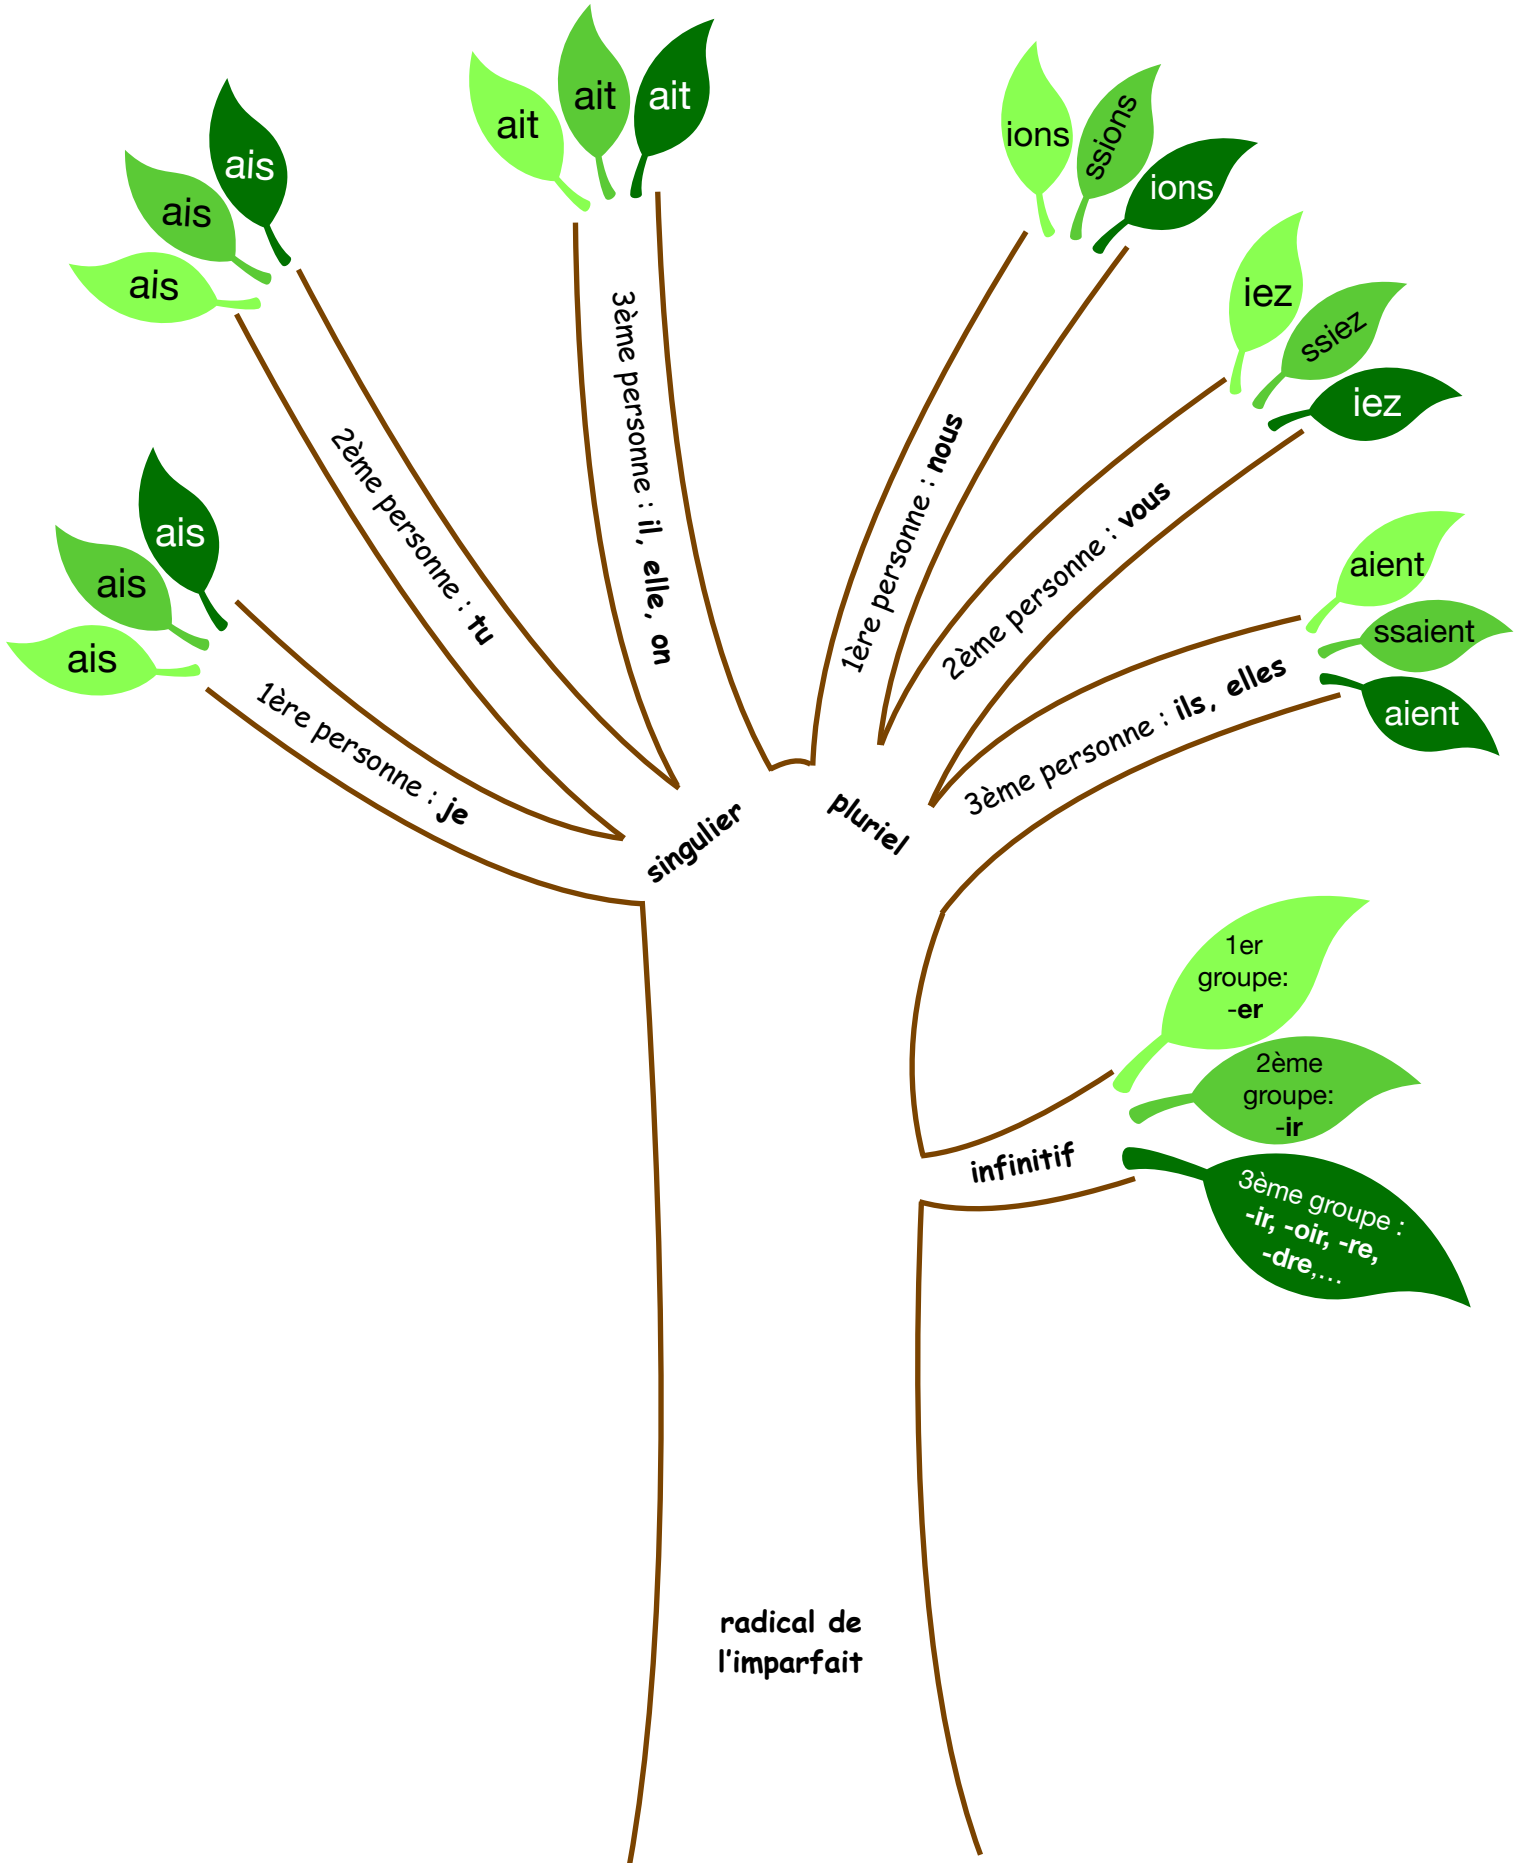 ais
ais
ais
1ère personne : je
ais
ais
ais
2ème personne : tu
ait
ait
ait
3ème personne : il, elle, on
singulier
ions
ssions
ions
1ère personne : nous
iez
ssiez
iez
2ème personne : vous
aient
ssaient
aient
3ème personne : ils, elles
pluriel
1er
groupe:
-er
2ème
groupe:
-ir
3ème groupe :
-ir, -oir, -re,
-dre,...
infinitif
radical de
l'imparfait